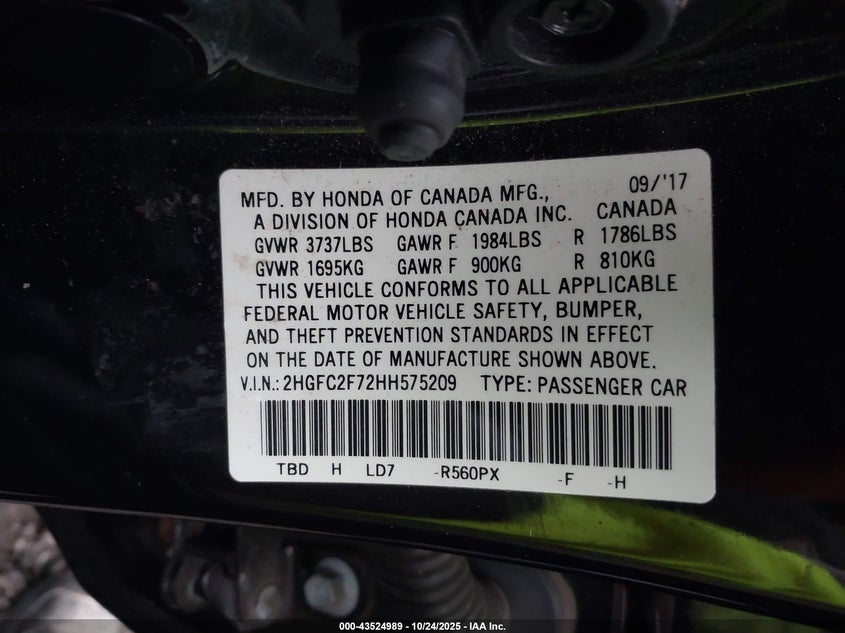 MFD. BY HONDA OF CANADA MFG., 09/'17
A DIVISION OF HONDA CANADA INC. CANADA
GVWR 3737LBS GAWR F 1984LBS R 1786LBS
GVWR 1695KG GAWR F 900KG R 810KG
THIS VEHICLE CONFORMS TO ALL APPLICABLE
FEDERAL MOTOR VEHICLE SAFETY, BUMPER,
AND THEFT PREVENTION STANDARDS IN EFFECT
ON THE DATE OF MANUFACTURE SHOWN ABOVE.
V.I.N.: 2HGFC2F72HH575209 TYPE: PASSENGER CAR
TBD H LD7 -R560PX -F -H
000-43524989 - 10/24/2025 - IAA Inc.